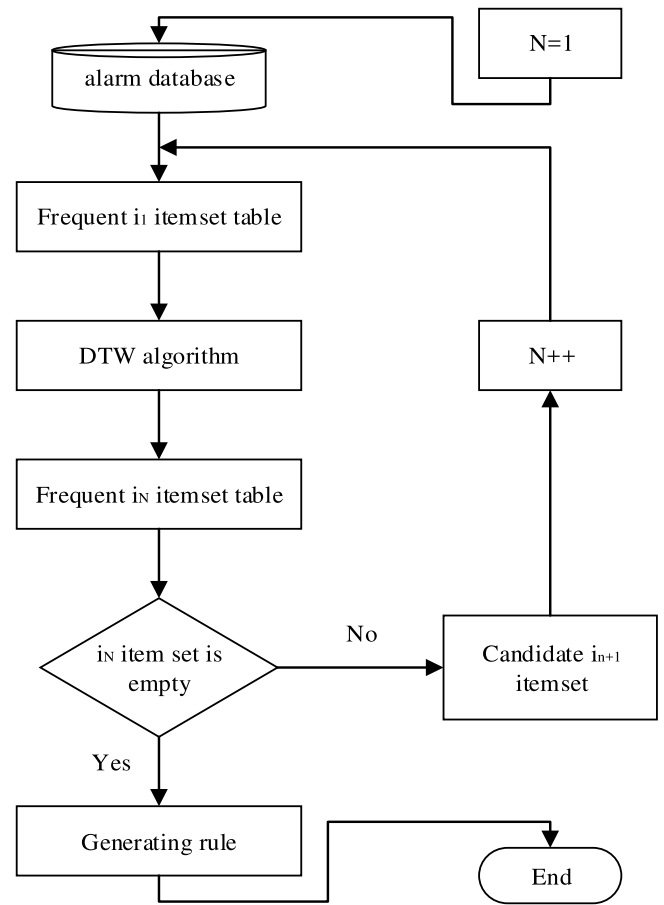 N=1
alarm database
Frequent i₁ itemset table
DTW algorithm
N++
Frequent iN itemset table
iN item set is
empty
No
Candidate in+1
itemset
Yes
Generating rule
End